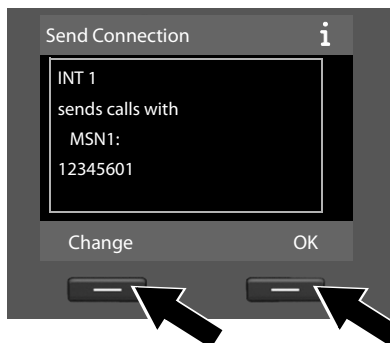 Send Connection i
INT 1
sends calls with
MSN1:
12345601
Change OK